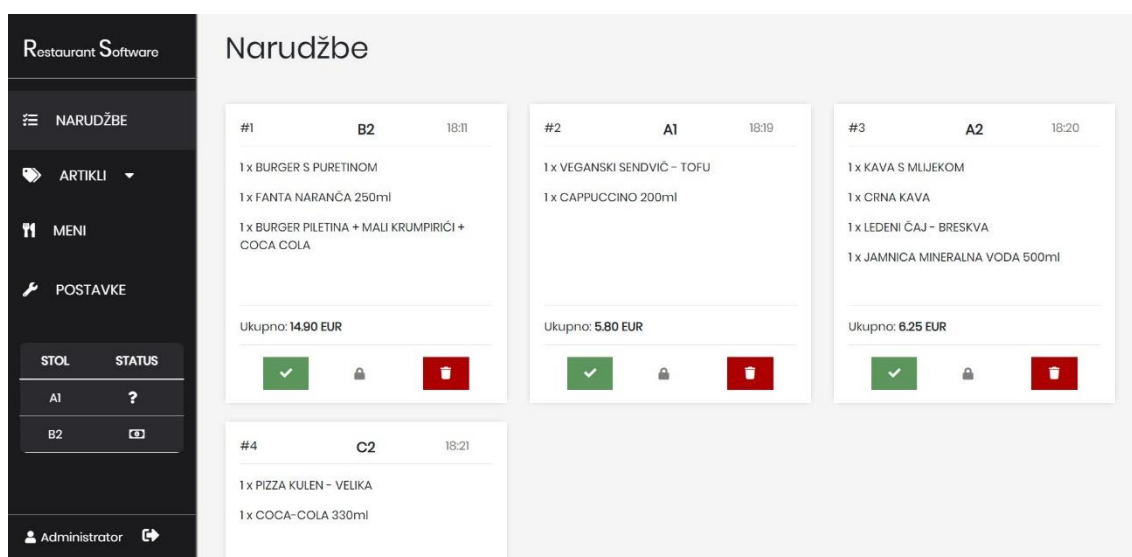 Restaurant Software
NARUDŽBE
ARTIKLI
MENI
POSTAVKE
STOL STATUS
A1 ?
B2
Administrator
Narudžbe
#1 B2 18:11
1 x BURGER S PURETINOM
1 x FANTA NARANČA 250ml
1 x BURGER PILETINA + MALI KRUMPIRIĆI +
COCA COLA
Ukupno: 14.90 EUR
#2 A1 18:19
1 x VEGANSKI SENDVIČ - TOFU
1 x CAPPUCCINO 200ml
Ukupno: 5.80 EUR
#3 A2 18:20
1 x KAVA S MLIJEKOM
1 x CRNA KAVA
1 x LEDENI ČAJ - BRESKVA
1 x JAMNICA MINERALNA VODA 500ml
Ukupno: 6.25 EUR
#4 C2 18:21
1 x PIZZA KULEN - VELIKA
1 x COCA-COLA 330ml